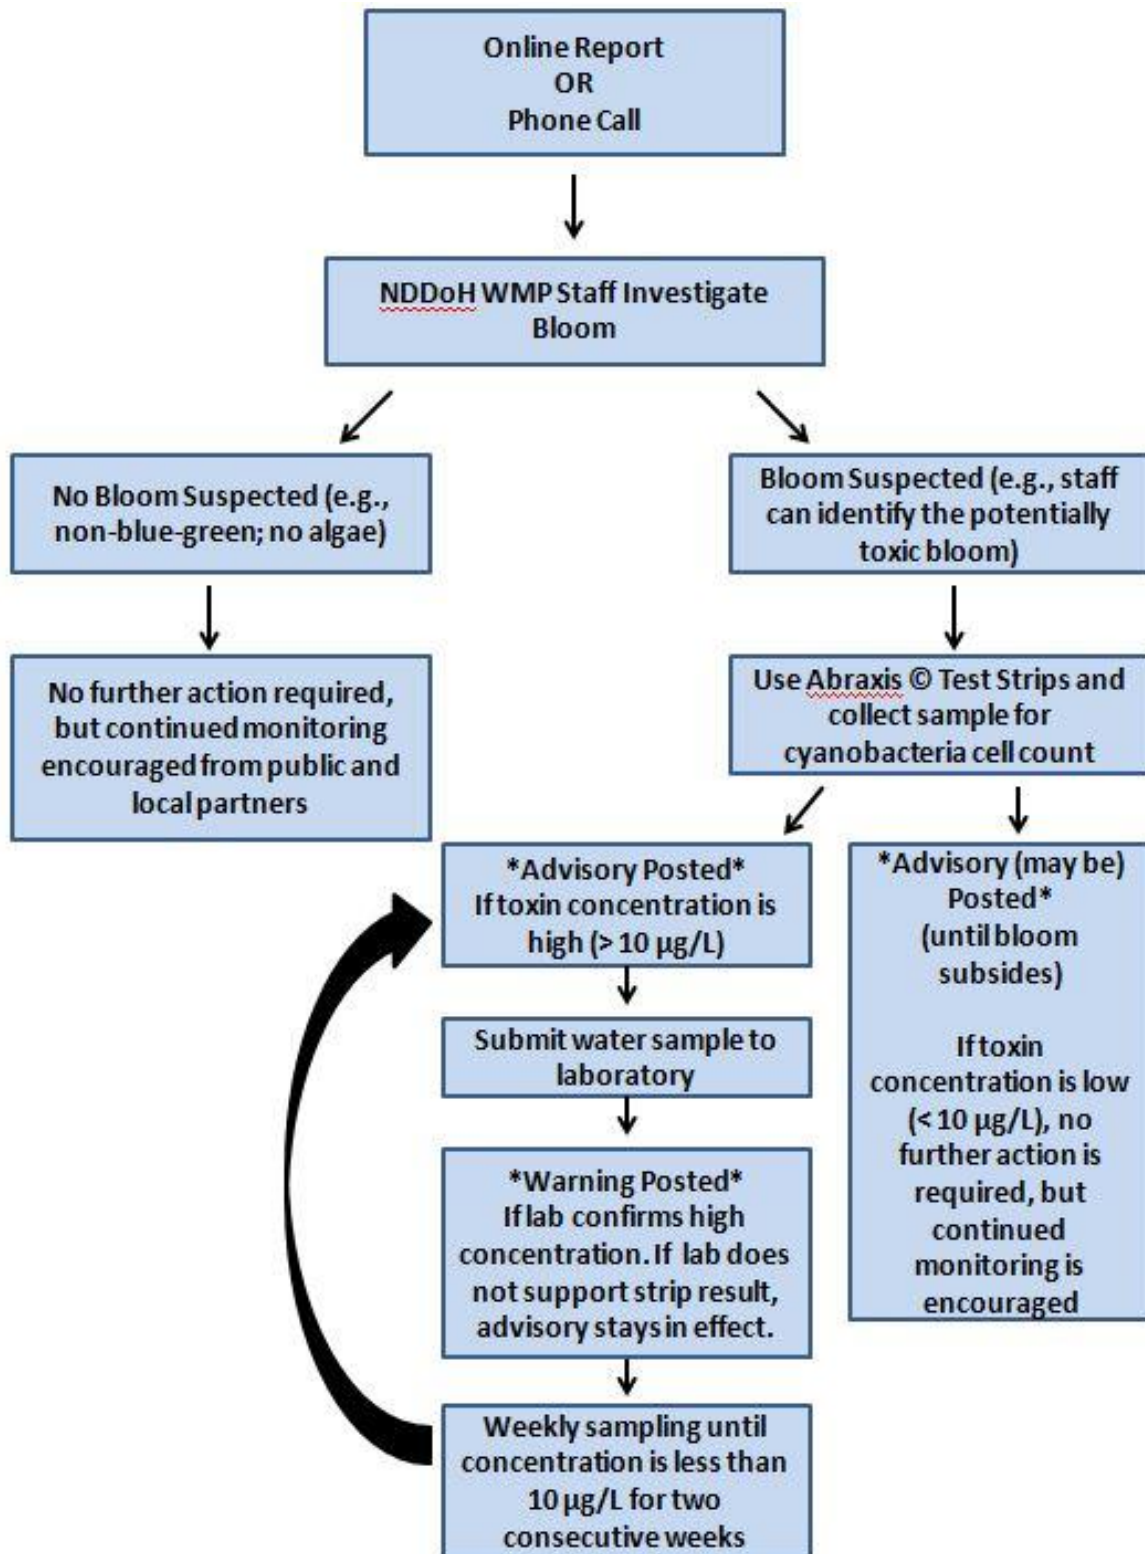 Online Report
OR
Phone Call
NDDoH WMP Staff Investigate
Bloom
No Bloom Suspected (e.g.,
non-blue-green; no algae)
Bloom Suspected (e.g., staff
can identify the potentially
toxic bloom)
No further action required,
but continued monitoring
encouraged from public and
local partners
Use Abraxis © Test Strips and
collect sample for
cyanobacteria cell count
*Advisory Posted*
If toxin concentration is
high (> 10 µg/L)
*Advisory (may be)
Posted*
(until bloom
subsides)
If toxin
concentration is low
(< 10 µg/L), no
further action is
required, but
continued
monitoring is
encouraged
Submit water sample to
laboratory
*Warning Posted*
If lab confirms high
concentration. If lab does
not support strip result,
advisory stays in effect.
Weekly sampling until
concentration is less than
10 µg/L for two
consecutive weeks